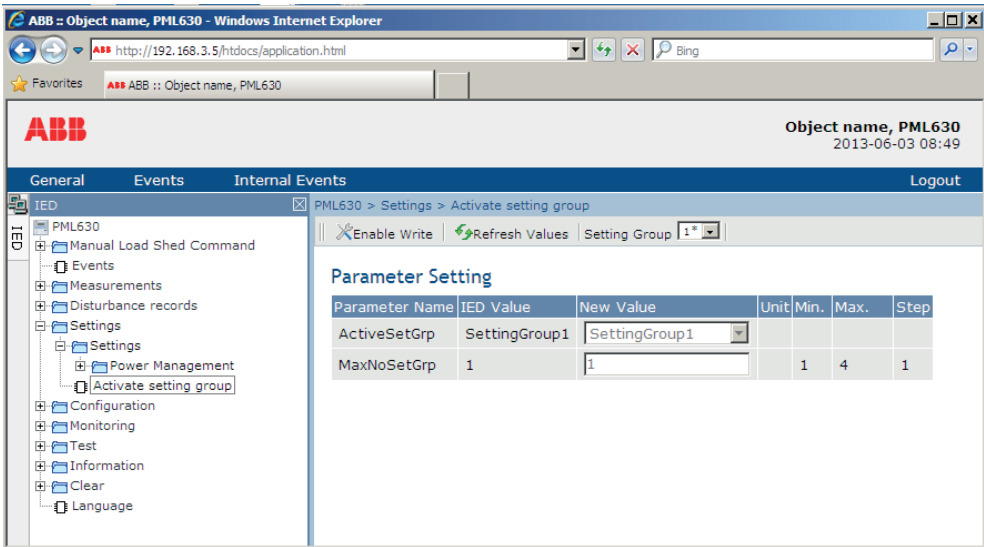 ABB :: Object name, PML630 - Windows Internet Explorer
ABB http://192.168.3.5/htdocs/application.html
Bing
Favorites
ABB ABB :: Object name, PML630
ABB
Object name, PML630
2013-06-03 08:49
General Events Internal Events Logout
IED
IED
PML630
Manual Load Shed Command
Events
Measurements
Disturbance records
Settings
Settings
Power Management
Activate setting group
Configuration
Monitoring
Test
Information
Clear
Language
PML630 > Settings > Activate setting group
Enable Write Refresh Values Setting Group 1*
Parameter Setting
Parameter Name IED Value New Value Unit Min. Max. Step
ActiveSetGrp SettingGroup1 SettingGroup1
MaxNoSetGrp 1 1 1 4 1